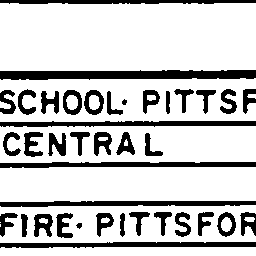 SCHOOL· PITTSF
CENTRAL
FIRE· PITTSFOR